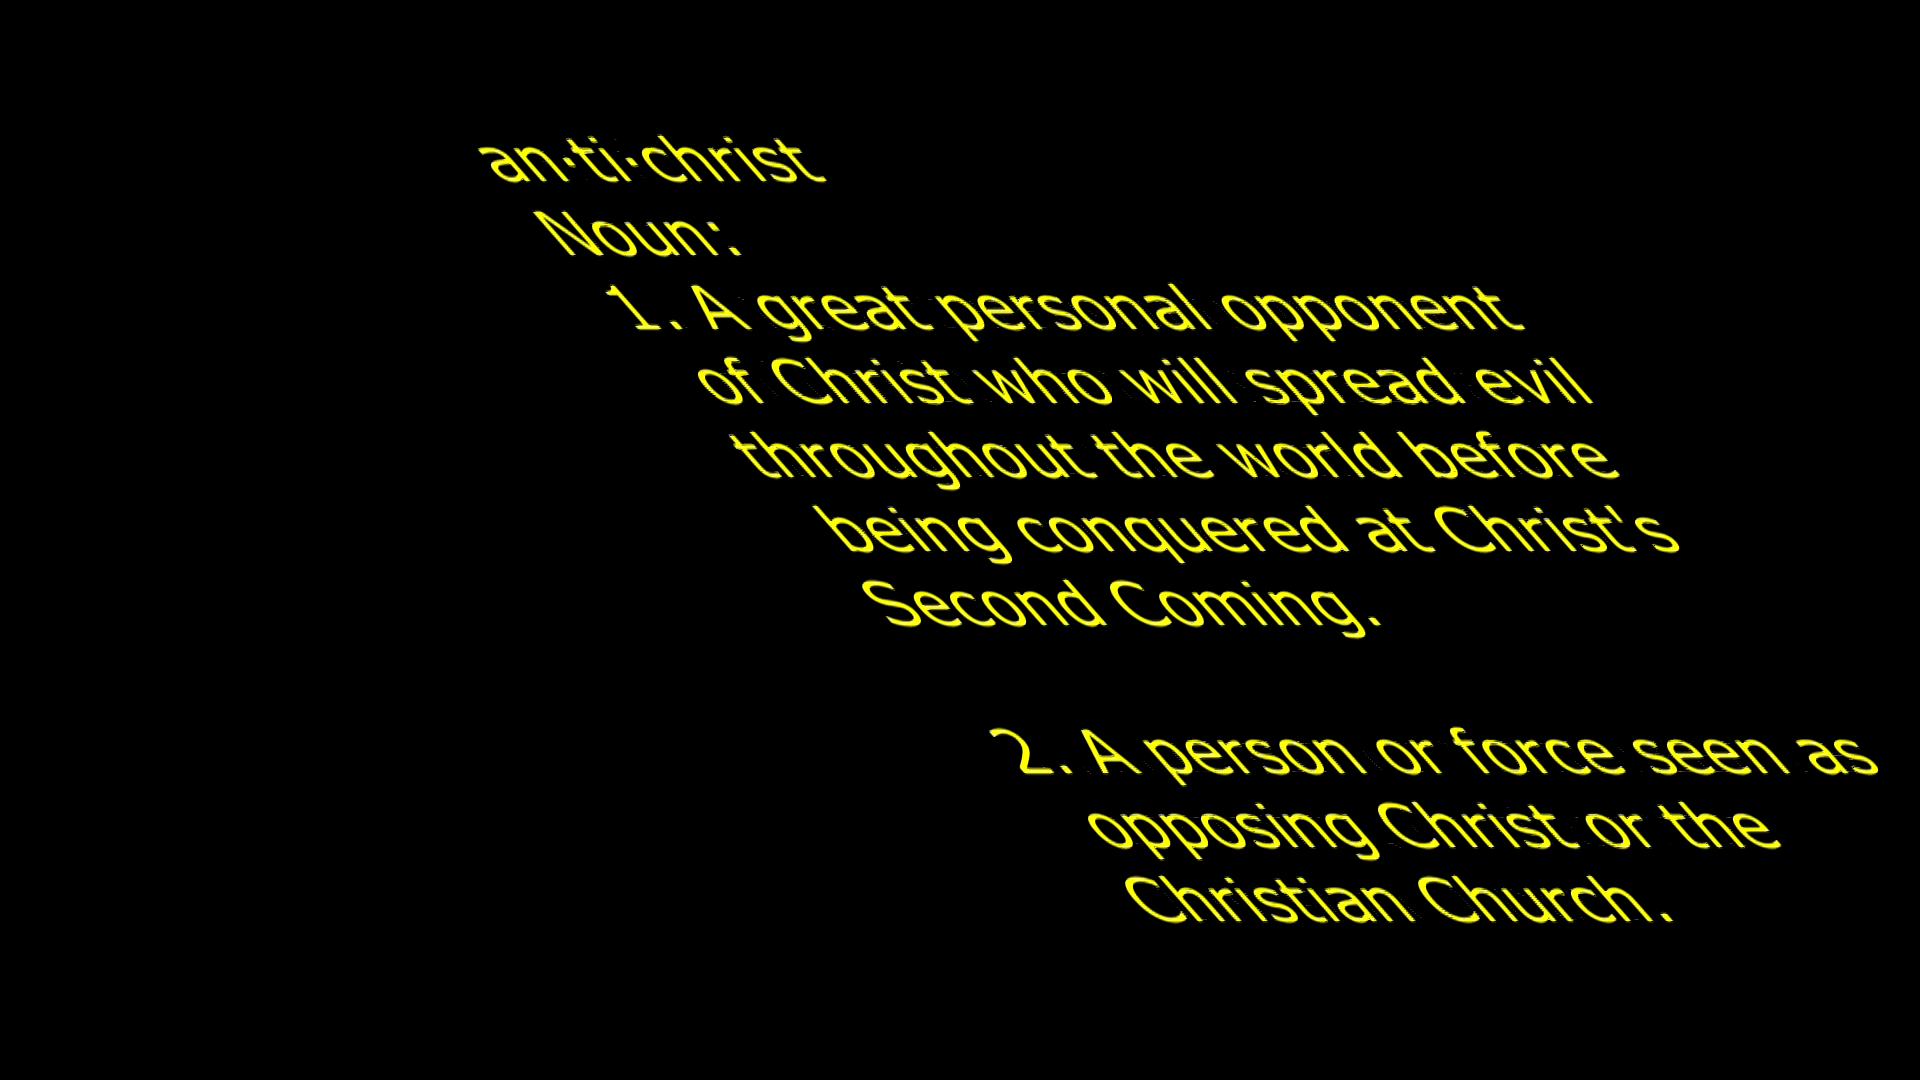 an·ti·christ
Noun:
1. A great personal opponent
of Christ who will spread evil
throughout the world before
being conquered at Christ's
Second Coming.
2. A person or force seen as
opposing Christ or the
Christian Church.